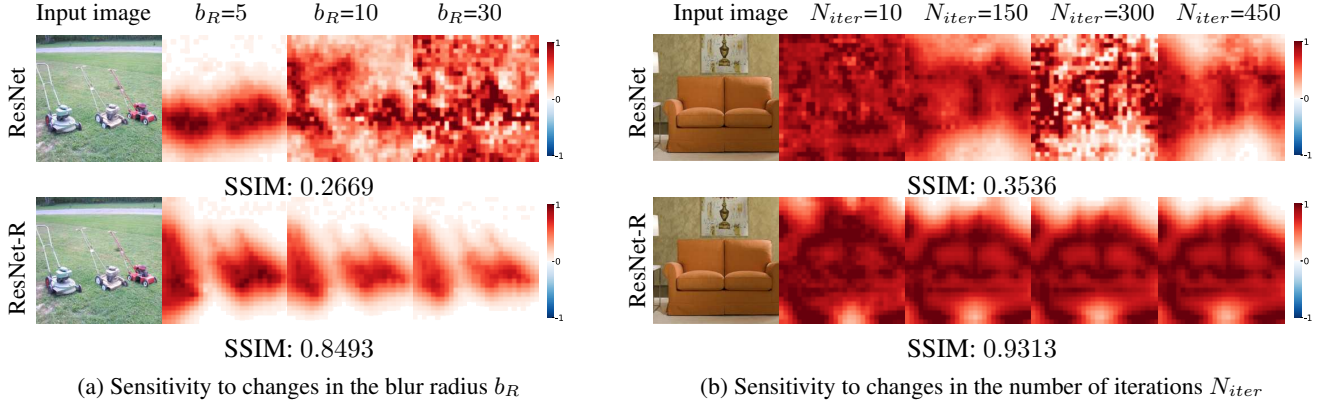 Input image b_R=5 b_R=10 b_R=30
ResNet
1
0
-1
SSIM: 0.2669
ResNet-R
1
0
-1
SSIM: 0.8493
(a) Sensitivity to changes in the blur radius b_R
Input image N_iter=10 N_iter=150 N_iter=300 N_iter=450
ResNet
1
0
-1
SSIM: 0.3536
ResNet-R
1
0
-1
SSIM: 0.9313
(b) Sensitivity to changes in the number of iterations N_iter